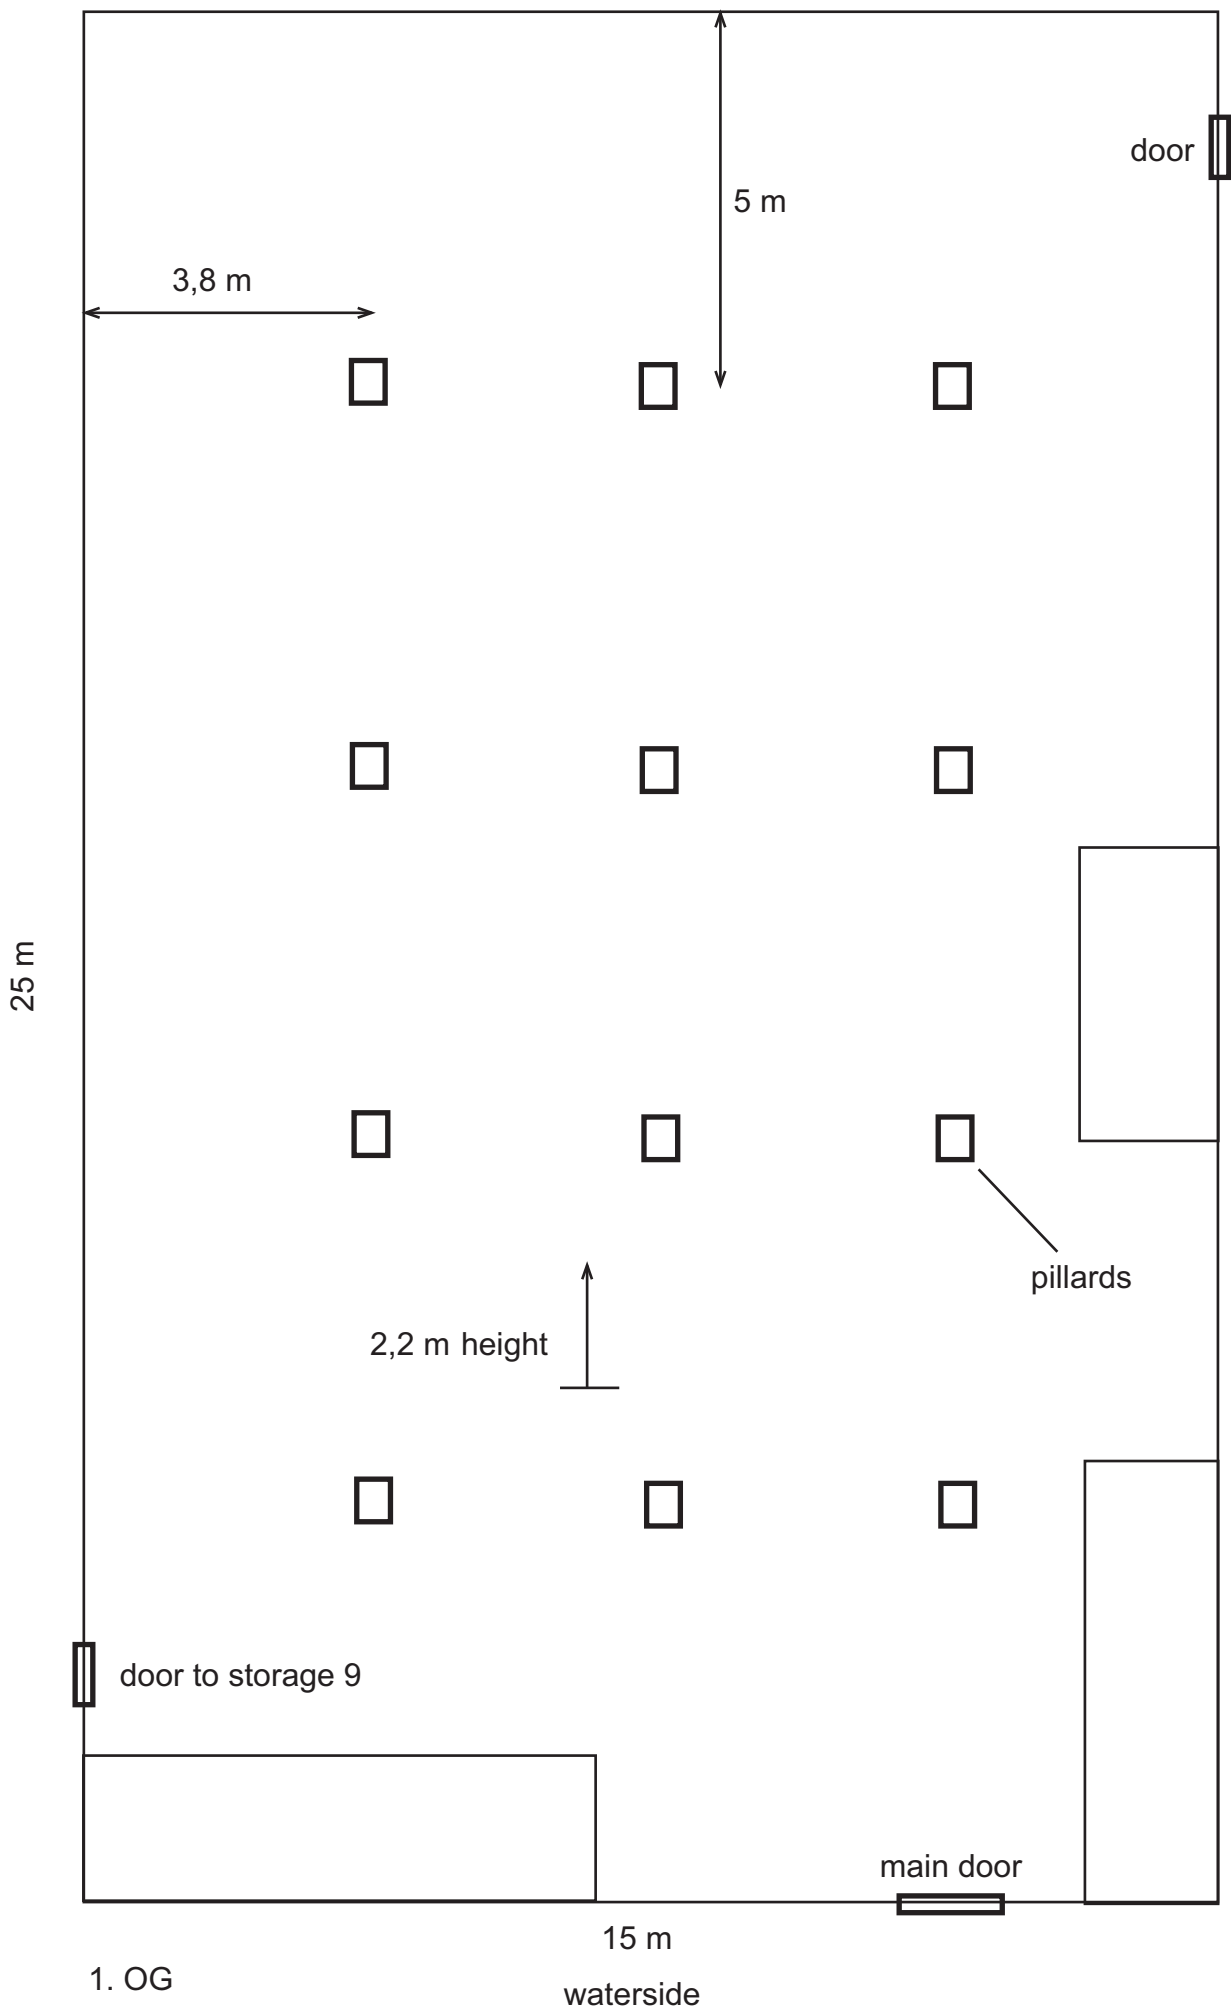 door
5 m
3,8 m
25 m
pillards
2,2 m height
door to storage 9
main door
15 m
1. OG
waterside